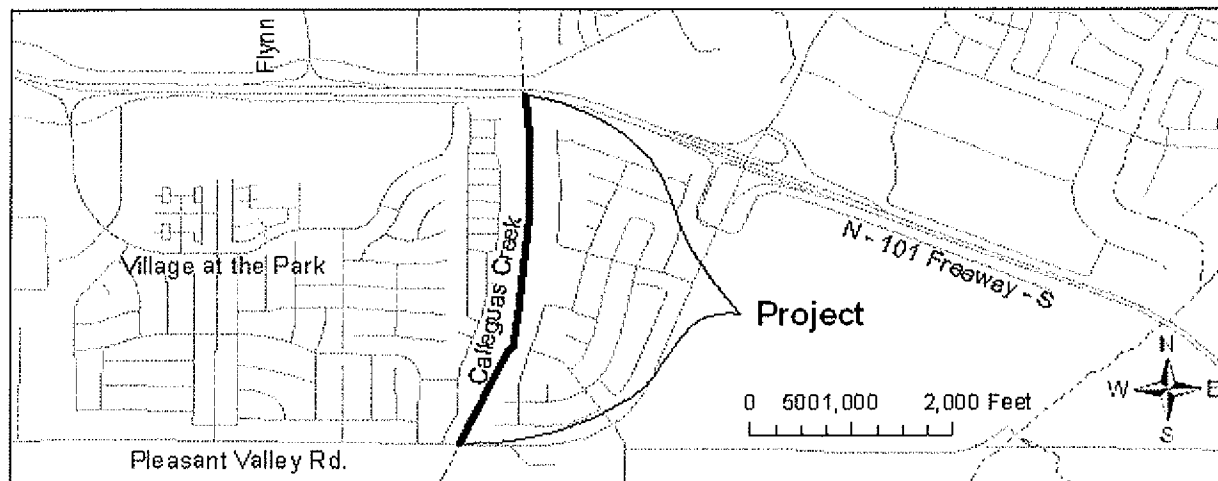 Flynn
Village at the Park
Calleguas Creek
N - 101 Freeway - S
Project
0 5001,000 2,000 Feet
N
W E
S
Pleasant Valley Rd.